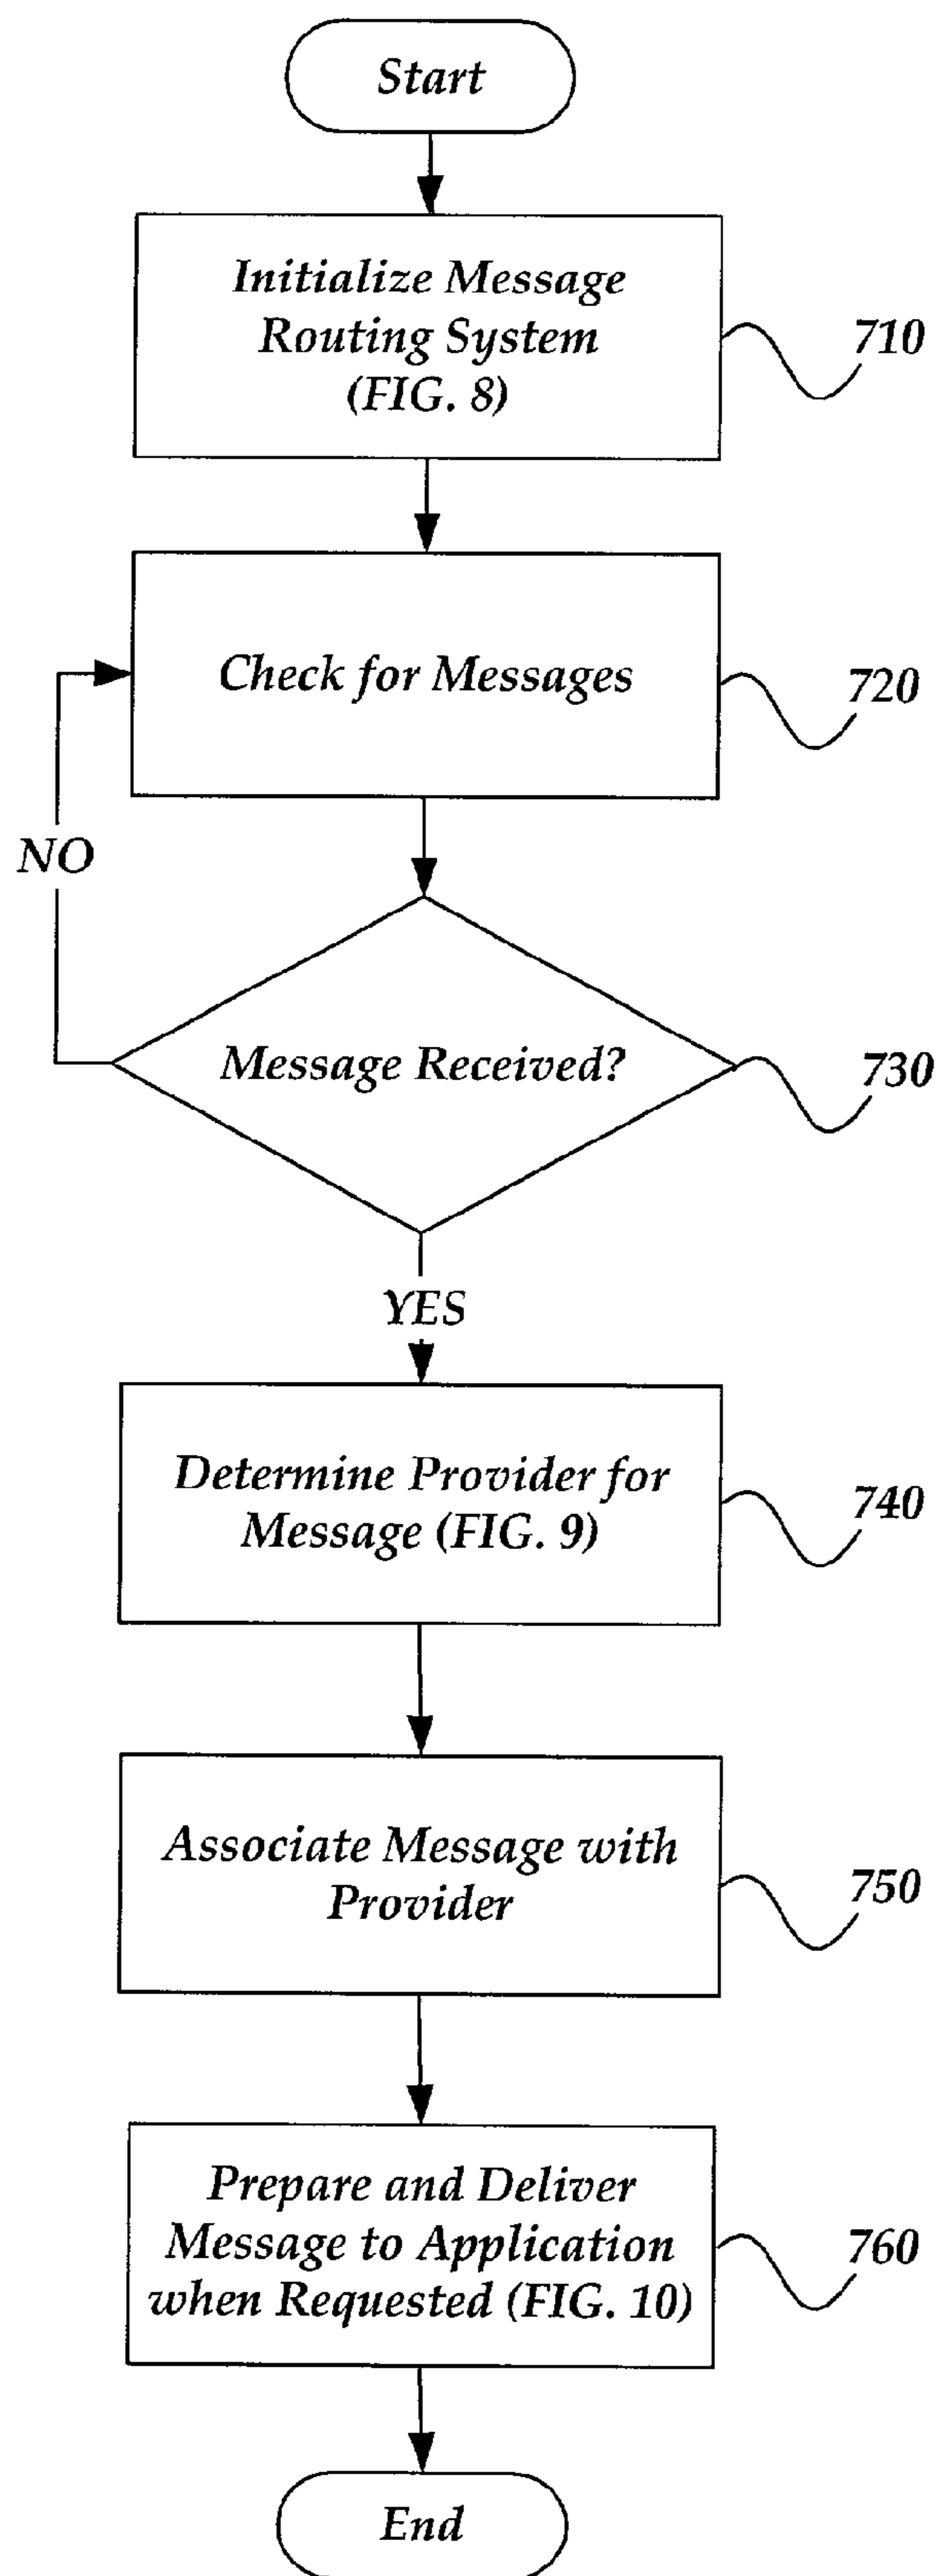 Start
Initialize Message
Routing System
(FIG. 8)
710
Check for Messages
720
NO
Message Received?
730
YES
Determine Provider for
Message (FIG. 9)
740
Associate Message with
Provider
750
Prepare and Deliver
Message to Application
when Requested (FIG. 10)
760
End